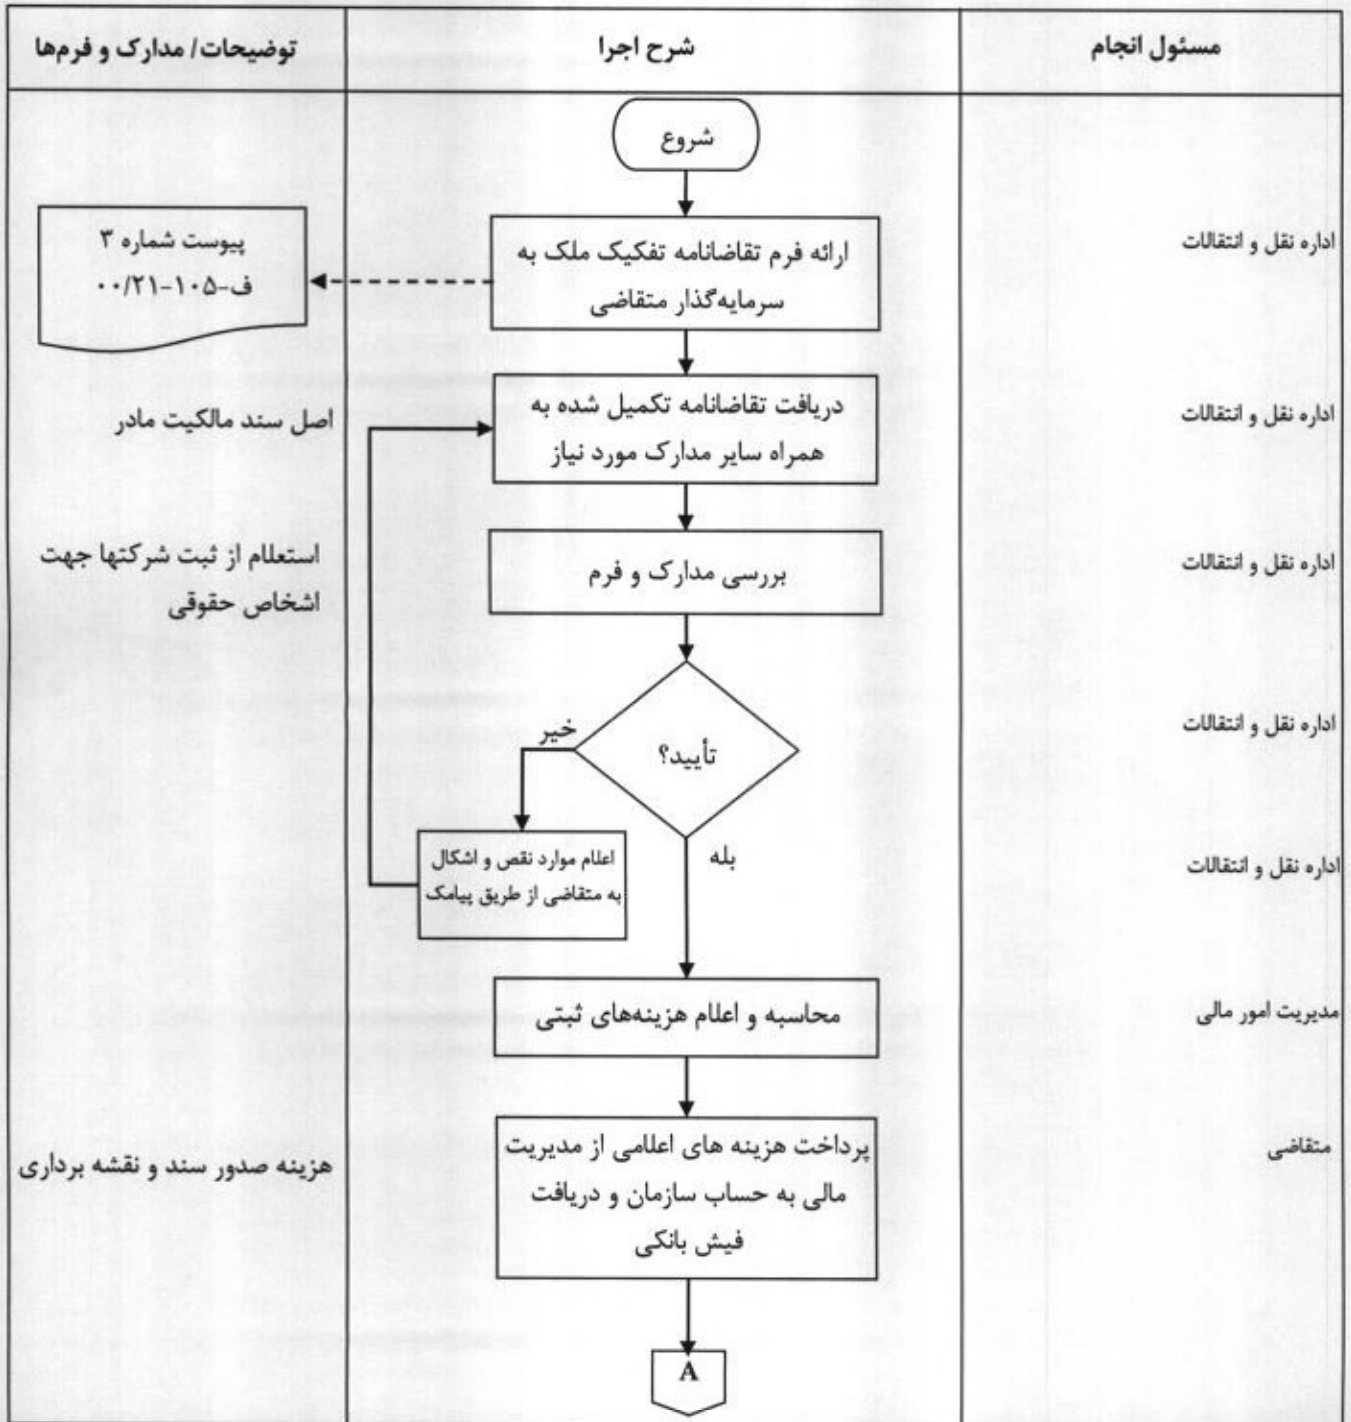 مسئول انجام
شرح اجرا
توضیحات/ مدارک و فرم‌ها
شروع
اداره نقل و انتقالات
ارائه فرم تقاضانامه تفکیک ملک به
سرمایه‌گذار متقاضی
پیوست شماره ۳
ف-۱۰۵-۰۰/۲۱
اداره نقل و انتقالات
دریافت تقاضانامه تکمیل شده به
همراه سایر مدارک مورد نیاز
اصل سند مالکیت مادر
اداره نقل و انتقالات
بررسی مدارک و فرم
استعلام از ثبت شرکتها جهت
اشخاص حقوقی
اداره نقل و انتقالات
تأیید؟
خیر
بله
اداره نقل و انتقالات
اعلام موارد نقص و اشکال
به متقاضی از طریق پیامک
مدیریت امور مالی
محاسبه و اعلام هزینه‌های ثبتی
متقاضی
پرداخت هزینه های اعلامی از مدیریت
مالی به حساب سازمان و دریافت
فیش بانکی
هزینه صدور سند و نقشه برداری
A